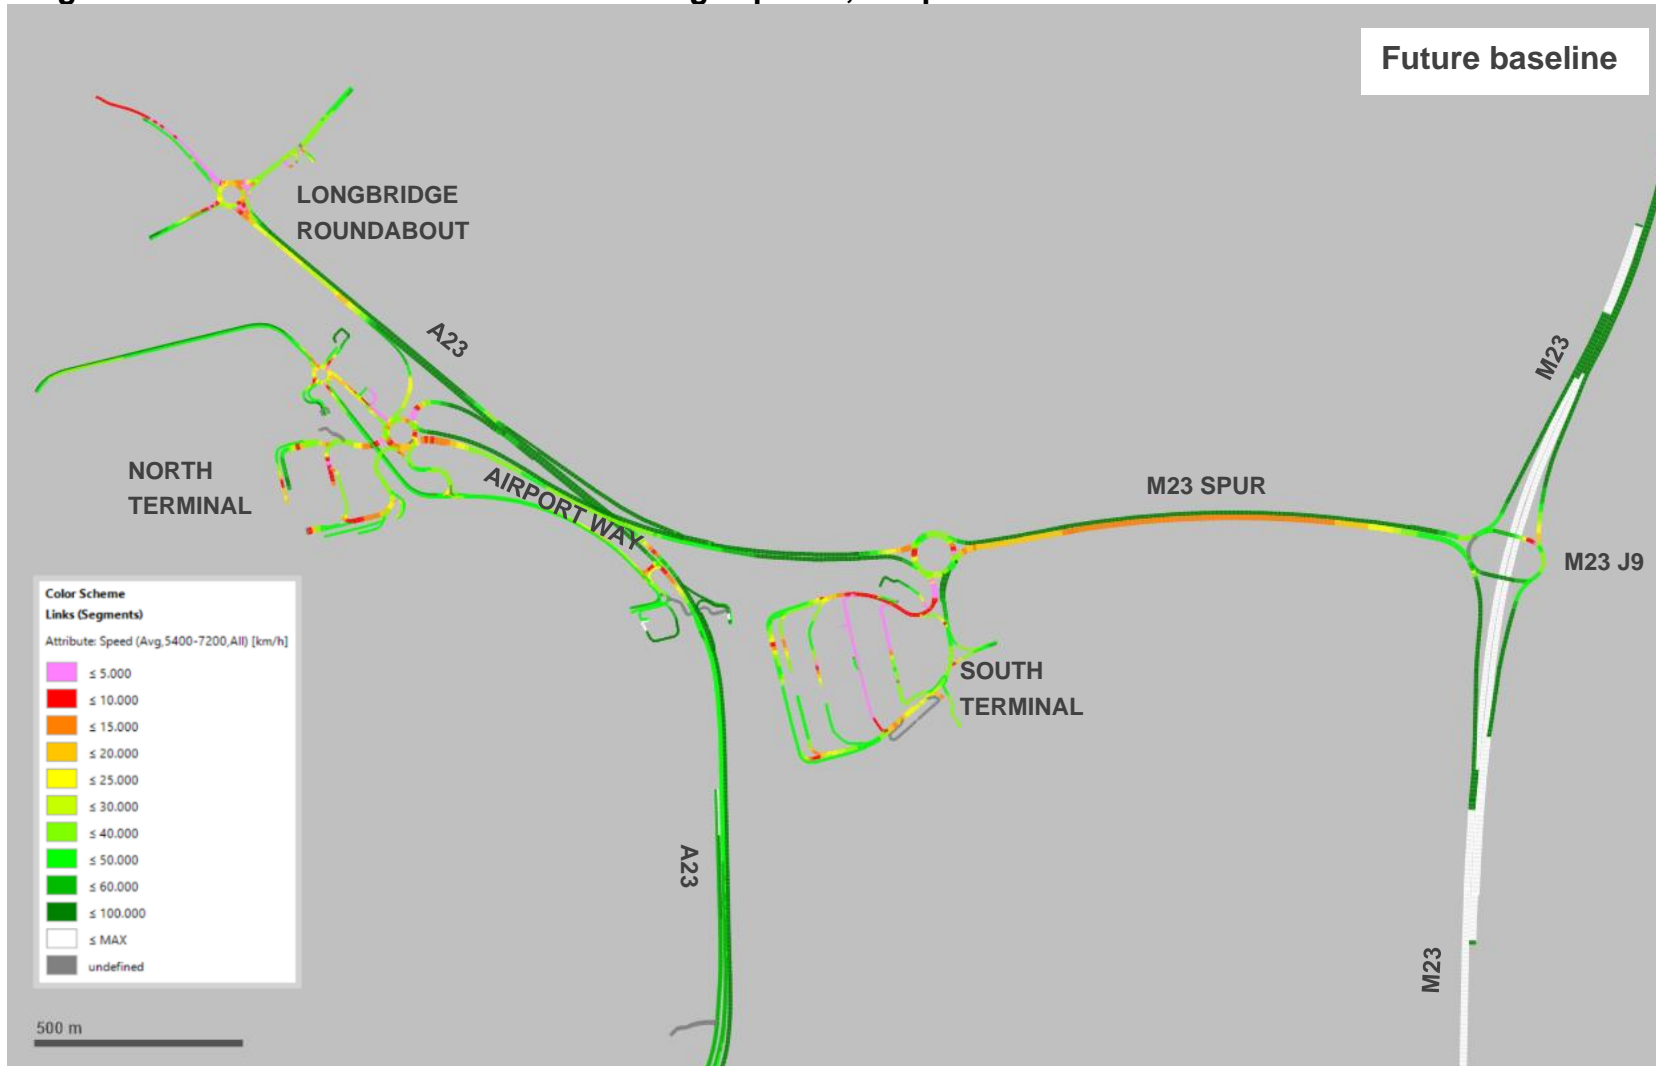 Future baseline
LONGBRIDGE
ROUNDABOUT
A23
M23
NORTH
TERMINAL
AIRPORT WAY
M23 SPUR
M23 J9
SOUTH
TERMINAL
A23
M23
Color Scheme
Links (Segments)
Attribute: Speed (Avg,5400-7200,All) [km/h]
≤ 5.000
≤ 10.000
≤ 15.000
≤ 20.000
≤ 25.000
≤ 30.000
≤ 40.000
≤ 50.000
≤ 60.000
≤ 100.000
≤ MAX
undefined
500 m